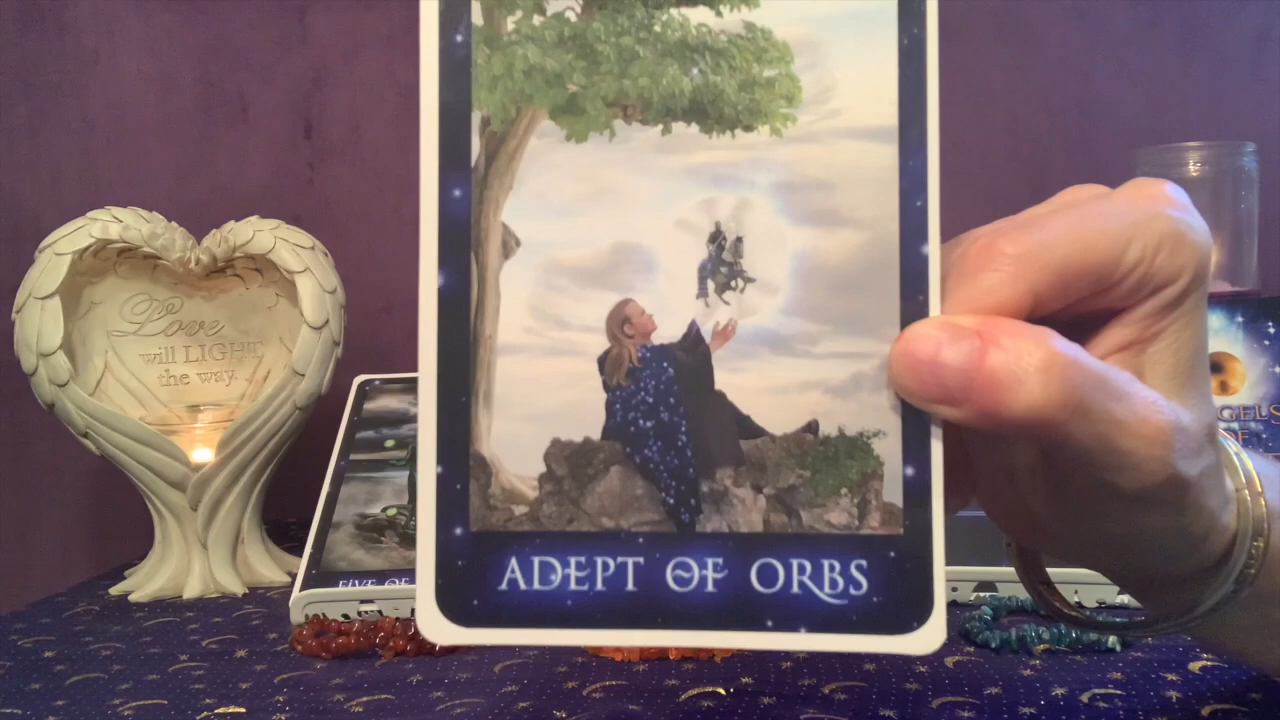 Love
will LIGHT
the way.
FIVE OF
ADEPT OF ORBS